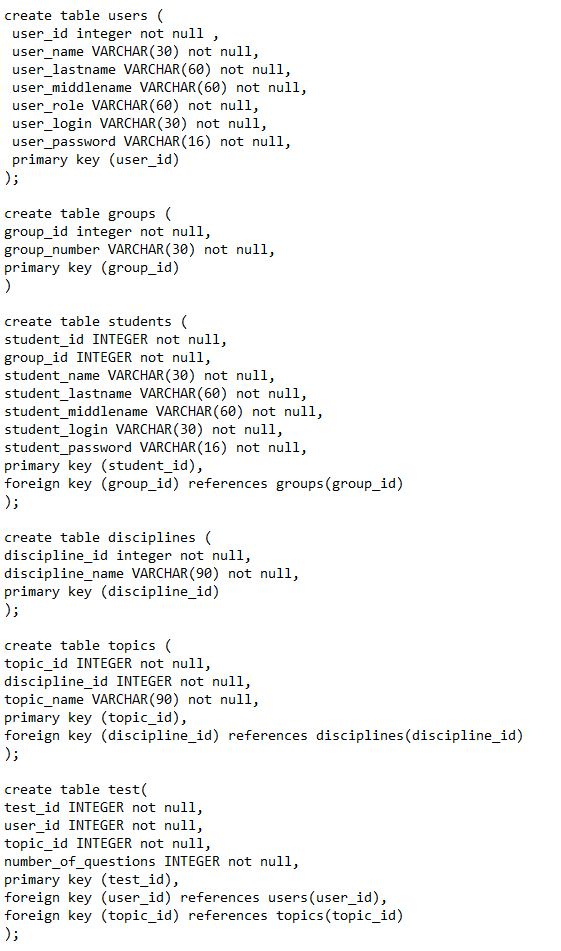 create table users (
 user_id integer not null ,
 user_name VARCHAR(30) not null,
 user_lastname VARCHAR(60) not null,
 user_middlename VARCHAR(60) not null,
 user_role VARCHAR(60) not null,
 user_login VARCHAR(30) not null,
 user_password VARCHAR(16) not null,
 primary key (user_id)
);

create table groups (
group_id integer not null,
group_number VARCHAR(30) not null,
primary key (group_id)
)

create table students (
student_id INTEGER not null,
group_id INTEGER not null,
student_name VARCHAR(30) not null,
student_lastname VARCHAR(60) not null,
student_middlename VARCHAR(60) not null,
student_login VARCHAR(30) not null,
student_password VARCHAR(16) not null,
primary key (student_id),
foreign key (group_id) references groups(group_id)
);

create table disciplines (
discipline_id integer not null,
discipline_name VARCHAR(90) not null,
primary key (discipline_id)
);

create table topics (
topic_id INTEGER not null,
discipline_id INTEGER not null,
topic_name VARCHAR(90) not null,
primary key (topic_id),
foreign key (discipline_id) references disciplines(discipline_id)
);

create table test(
test_id INTEGER not null,
user_id INTEGER not null,
topic_id INTEGER not null,
number_of_questions INTEGER not null,
primary key (test_id),
foreign key (user_id) references users(user_id),
foreign key (topic_id) references topics(topic_id)
);